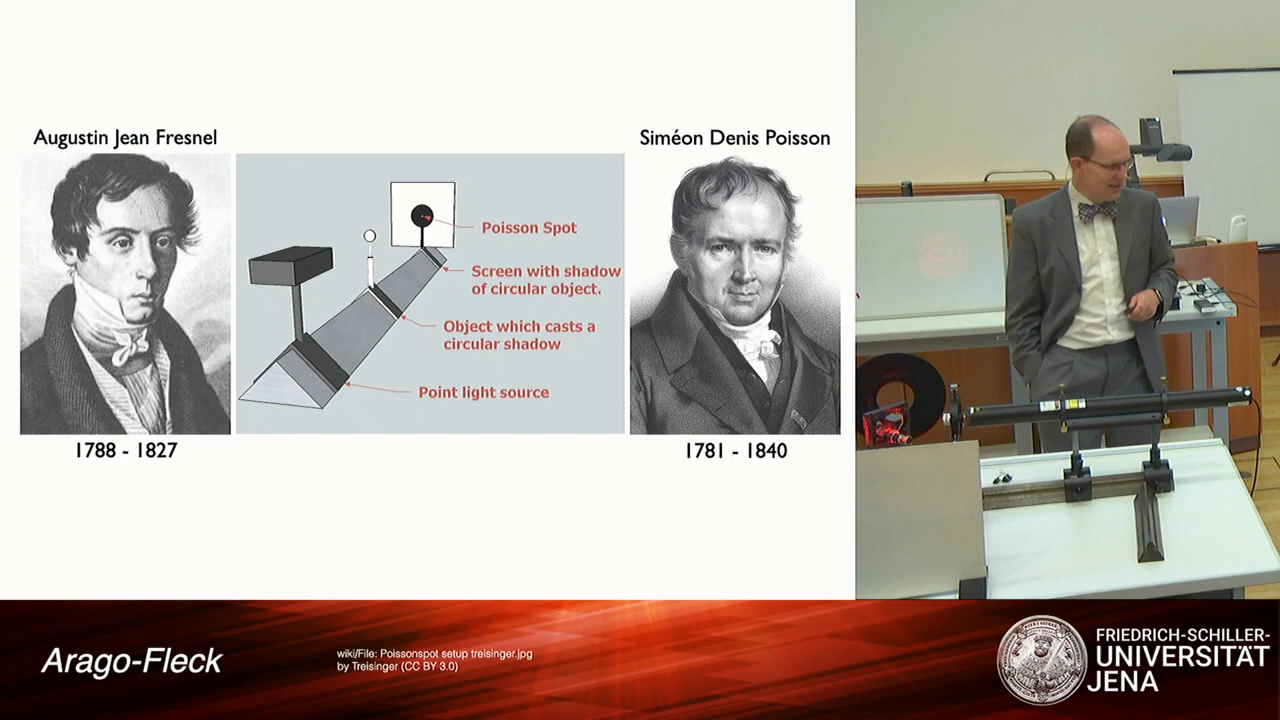 Augustin Jean Fresnel
Siméon Denis Poisson
Poisson Spot
Screen with shadow
of circular object.
Object which casts a
circular shadow
Point light source
1788 - 1827
1781 - 1840
Arago-Fleck
wiki/File: Poissonspot setup treisinger.jpg
by Treisinger (CC BY 3.0)
FRIEDRICH-SCHILLER-
UNIVERSITÄT
JENA